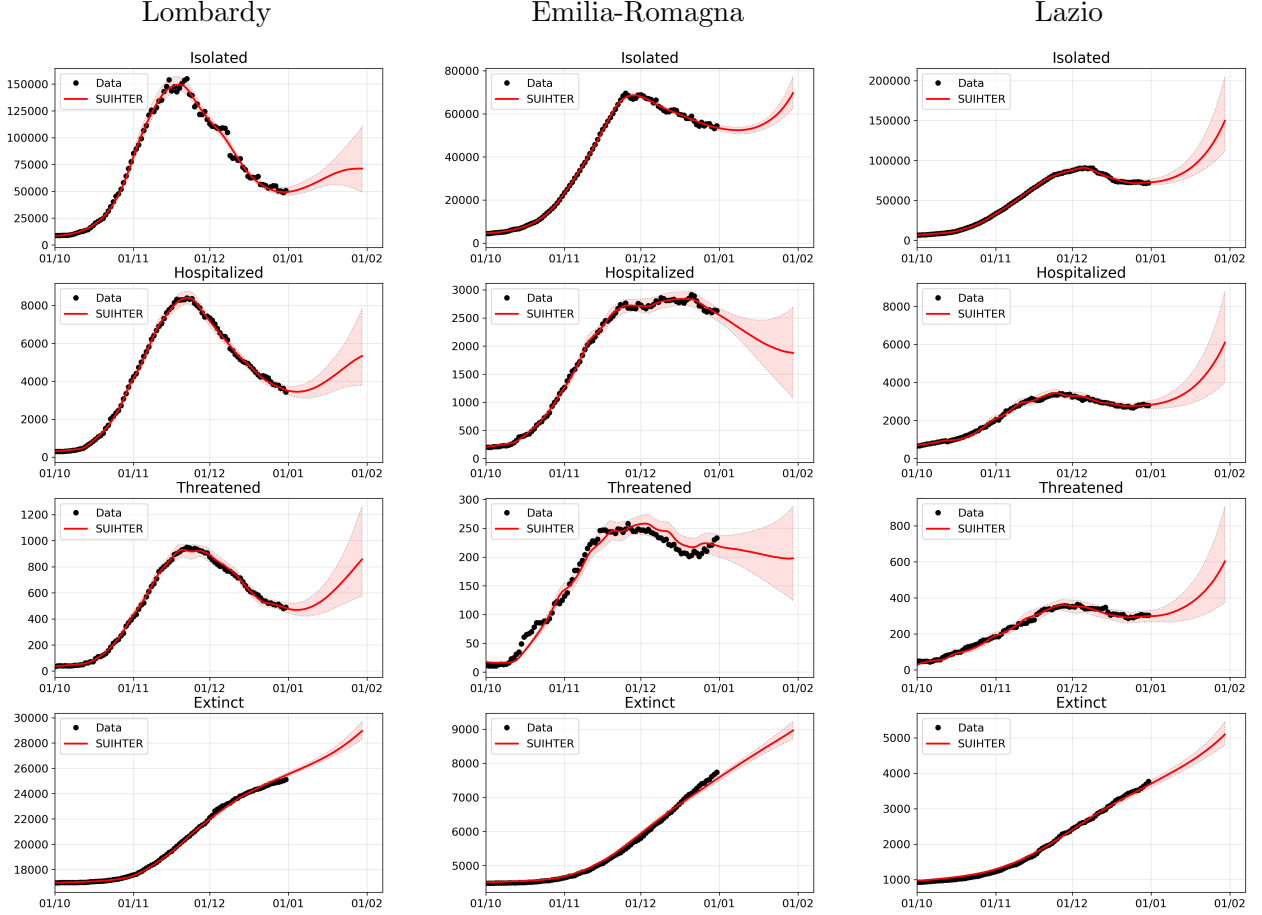 Lombardy Emilia-Romagna Lazio
Isolated Isolated Isolated
Data
SUIHTER
150000
125000
100000
75000
50000
25000
0
01/10 01/11 01/12 01/01 01/02
Data
SUIHTER
80000
60000
40000
20000
0
01/10 01/11 01/12 01/01 01/02
Data
SUIHTER
200000
150000
100000
50000
0
01/10 01/11 01/12 01/01 01/02
Hospitalized Hospitalized Hospitalized
Data
SUIHTER
8000
6000
4000
2000
0
01/10 01/11 01/12 01/01 01/02
Data
SUIHTER
3000
2500
2000
1500
1000
500
0
01/10 01/11 01/12 01/01 01/02
Data
SUIHTER
8000
6000
4000
2000
0
01/10 01/11 01/12 01/01 01/02
Threatened Threatened Threatened
Data
SUIHTER
1200
1000
800
600
400
200
0
01/10 01/11 01/12 01/01 01/02
Data
SUIHTER
300
250
200
150
100
50
0
01/10 01/11 01/12 01/01 01/02
Data
SUIHTER
800
600
400
200
0
01/10 01/11 01/12 01/01 01/02
Extinct Extinct Extinct
Data
SUIHTER
30000
28000
26000
24000
22000
20000
18000
01/10 01/11 01/12 01/01 01/02
Data
SUIHTER
9000
8000
7000
6000
5000
01/10 01/11 01/12 01/01 01/02
Data
SUIHTER
5000
4000
3000
2000
1000
01/10 01/11 01/12 01/01 01/02